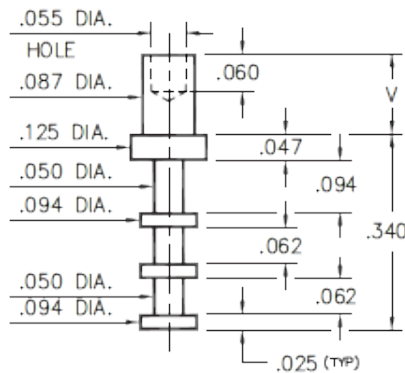 .055 DIA.
HOLE
.060
.087 DIA.
V
.125 DIA.
.047
.050 DIA.
.094
.094 DIA.
.340
.062
.050 DIA.
.062
.094 DIA.
.025 (TYP)